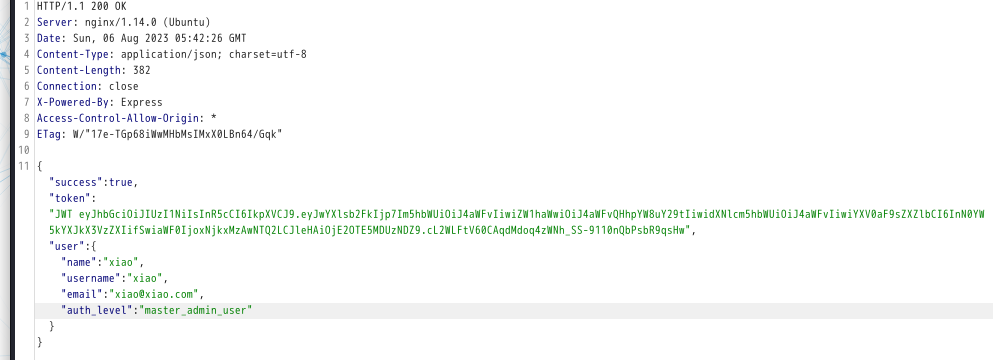 1 HTTP/1.1 200 OK
2 Server: nginx/1.14.0 (Ubuntu)
3 Date: Sun, 06 Aug 2023 05:42:26 GMT
4 Content-Type: application/json; charset=utf-8
5 Content-Length: 382
6 Connection: close
7 X-Powered-By: Express
8 Access-Control-Allow-Origin: *
9 ETag: W/"17e-TGp68iWwMHbMsIMxX0LBn64/Gqk"
10
11 {
"success":true,
"token":
"JWT eyJhbGciOiJIUzI1NiIsInR5cCI6IkpXVCJ9.eyJwYXlsb2FkIjp7Im5hbWUiOiJ4aWFvIiwiZW1haWwiOiJ4aWFvQHhpYW8uY29tIiwidXNlcm5hbWUiOiJ4aWFvIiwiYXV0aF9sZXZlbCI6InN0YW
5kYXJkX3VzZXIifSwiaWF0IjoxNjkxMzAwNTQ2LCJleHAiOjE2OTE5MDUzNDZ9.cL2WLFtV60CAqdMdoq4zWNh_SS-9110nQbPsbR9qsHw",
"user":{
"name":"xiao",
"username":"xiao",
"email":"xiao@xiao.com",
"auth_level":"master_admin_user"
}
}